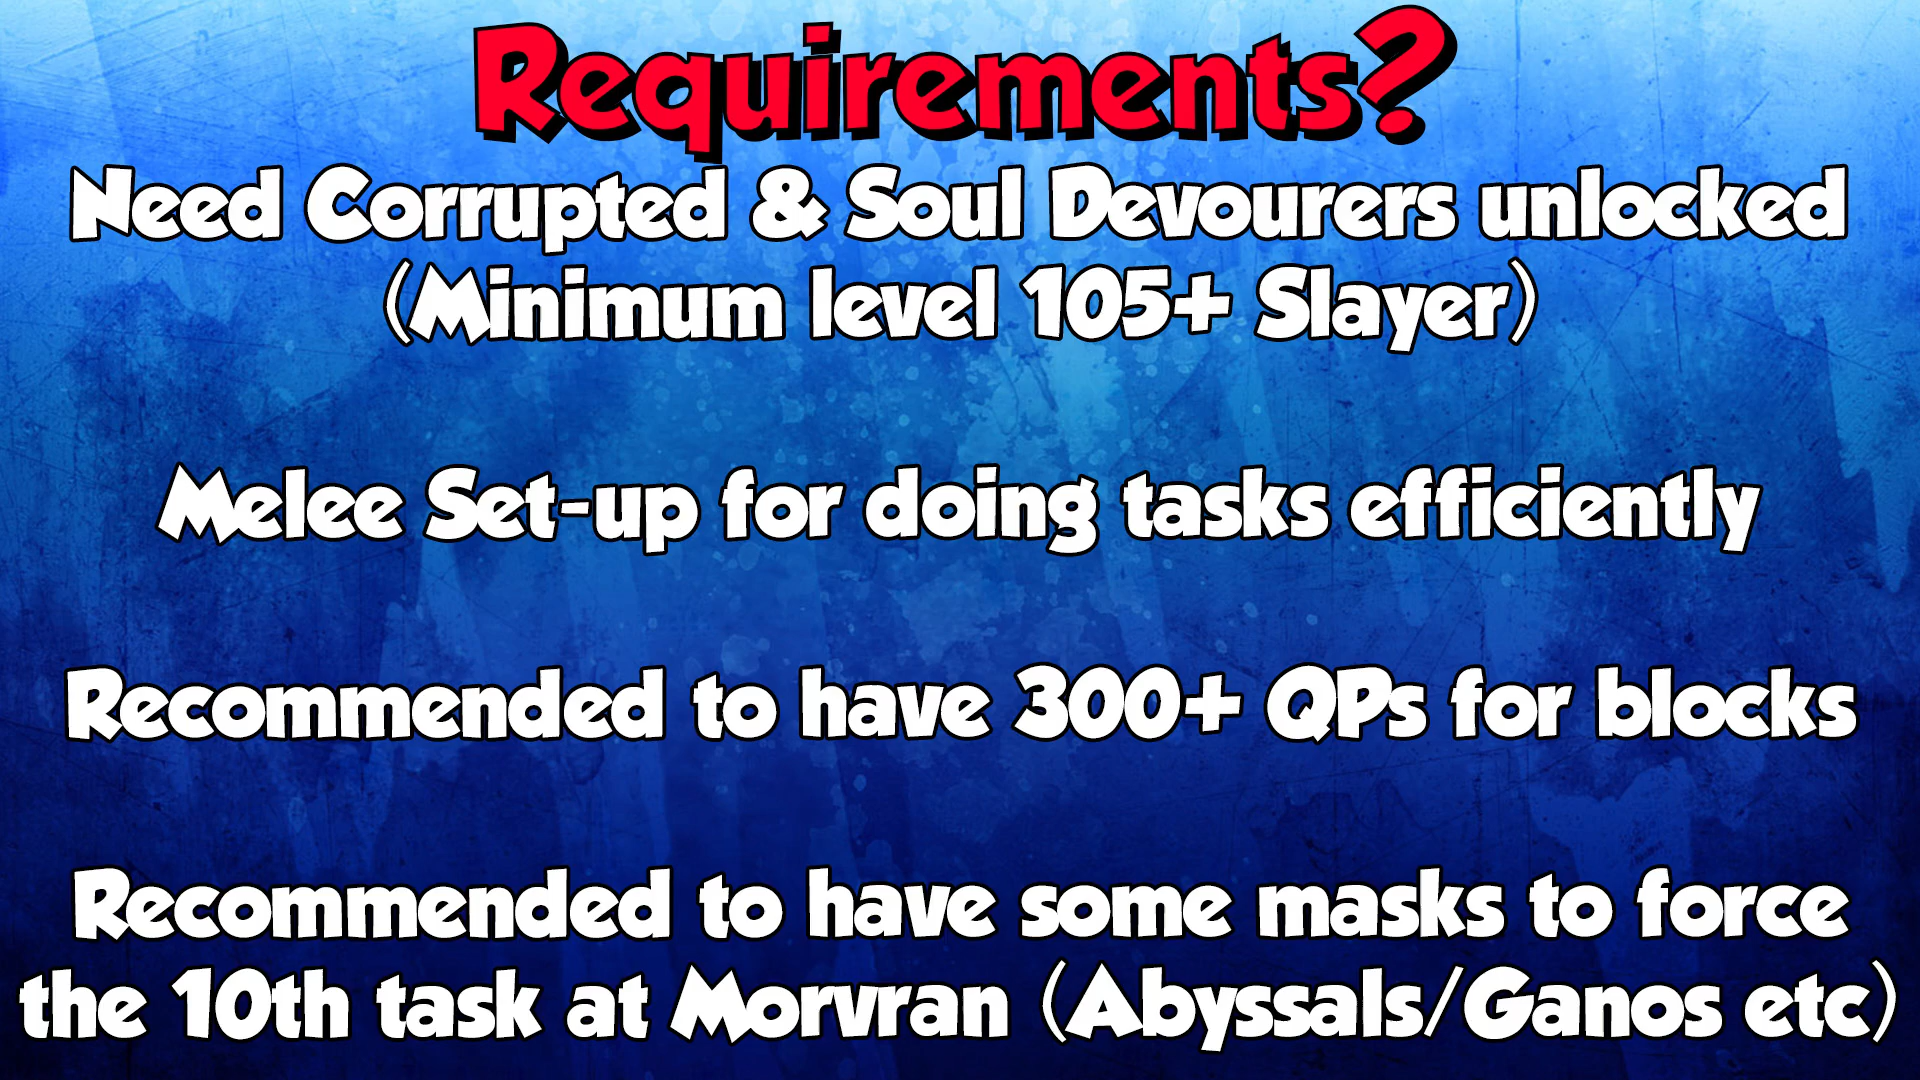 Requirements?
Need Corrupted & Soul Devourers unlocked
(Minimum level 105+ Slayer)
Melee Set-up for doing tasks efficiently
Recommended to have 300+ QPs for blocks
Recommended to have some masks to force
the 10th task at Morvran (Abyssals/Ganos etc)